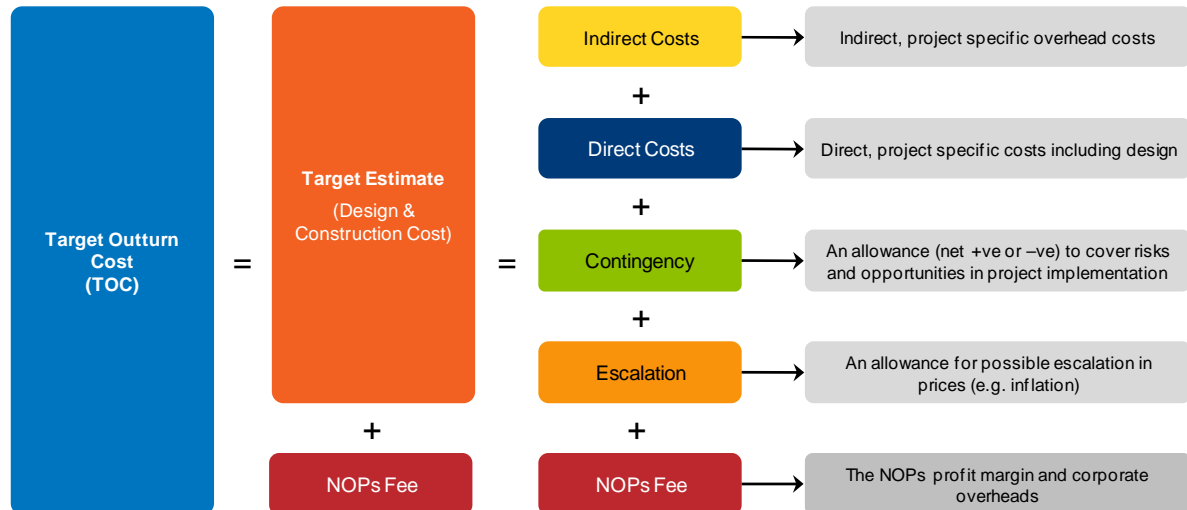 Target Outturn
Cost
(TOC)
=
Target Estimate
(Design &
Construction Cost)
+
NOPs Fee
=
Indirect Costs
+
Direct Costs
+
Contingency
+
Escalation
+
NOPs Fee
Indirect, project specific overhead costs
Direct, project specific costs including design
An allowance (net +ve or –ve) to cover risks
and opportunities in project implementation
An allowance for possible escalation in
prices (e.g. inflation)
The NOPs profit margin and corporate
overheads